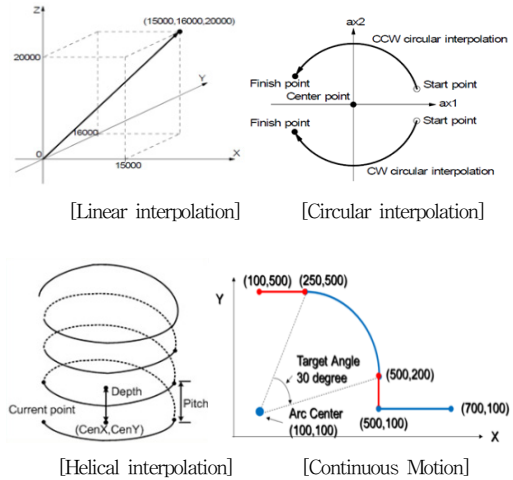 Z
(15000,16000,20000)
20000
Y
16000
0
15000
X
[Linear interpolation]
ax2
CCW circular interpolation
Finish point
Start point
Center point
ax1
Finish point
Start point
CW circular interpolation
[Circular interpolation]
Depth
Pitch
Current point
(CenX,CenY)
[Helical interpolation]
Y
(100,500) (250,500)
Target Angle
30 degree
(500,200)
Arc Center
(100,100)
(500,100)
(700,100)
X
[Continuous Motion]